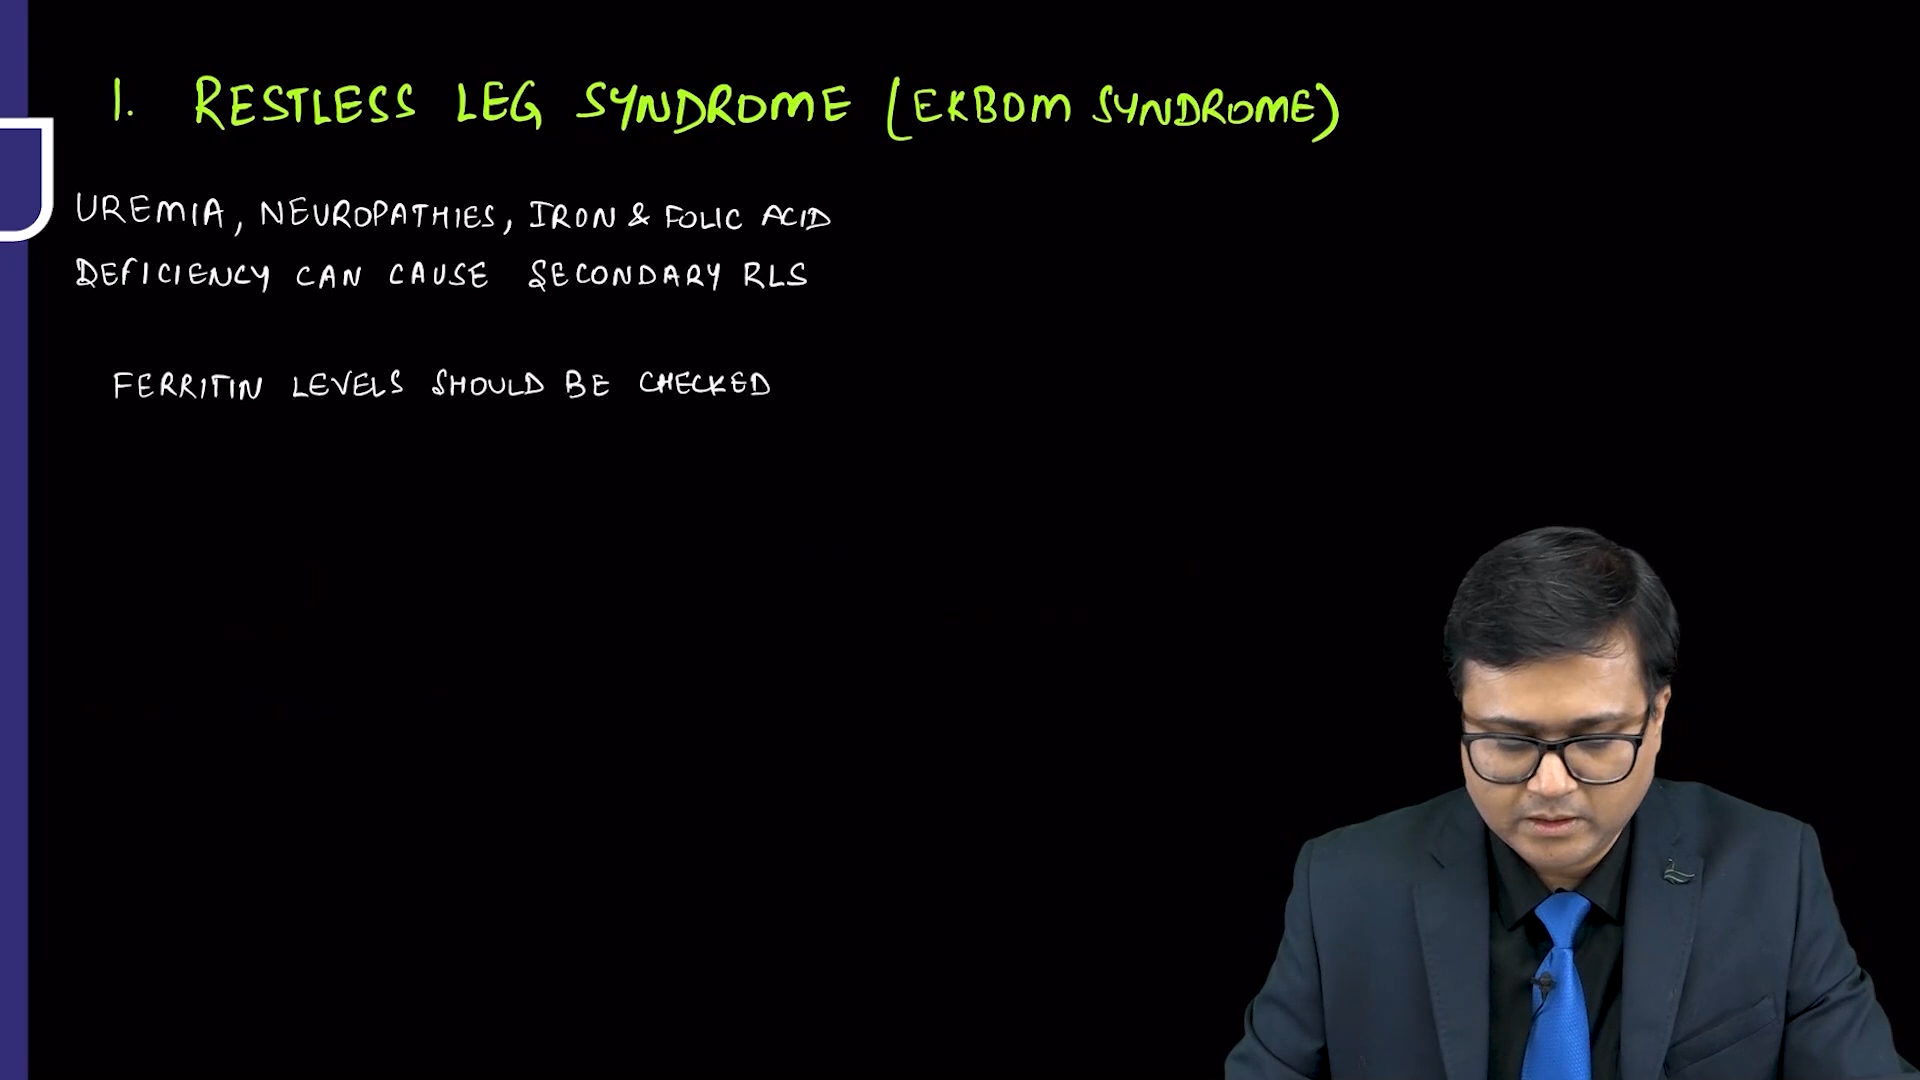 1. RESTLESS LEG SYNDROME (EKBOM SYNDROME)
UREMIA, NEUROPATHIES, IRON & FOLIC ACID
DEFICIENCY CAN CAUSE SECONDARY RLS
FERRITIN LEVELS SHOULD BE CHECKED